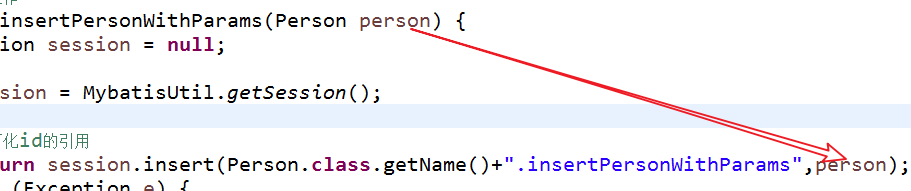 insertPersonWithParams(Person person) {
ion session = null;
sion = MybatisUtil.getSession();
化id的引用
urn session.insert(Person.class.getName()+".insertPersonWithParams",person);
(Exception e) {